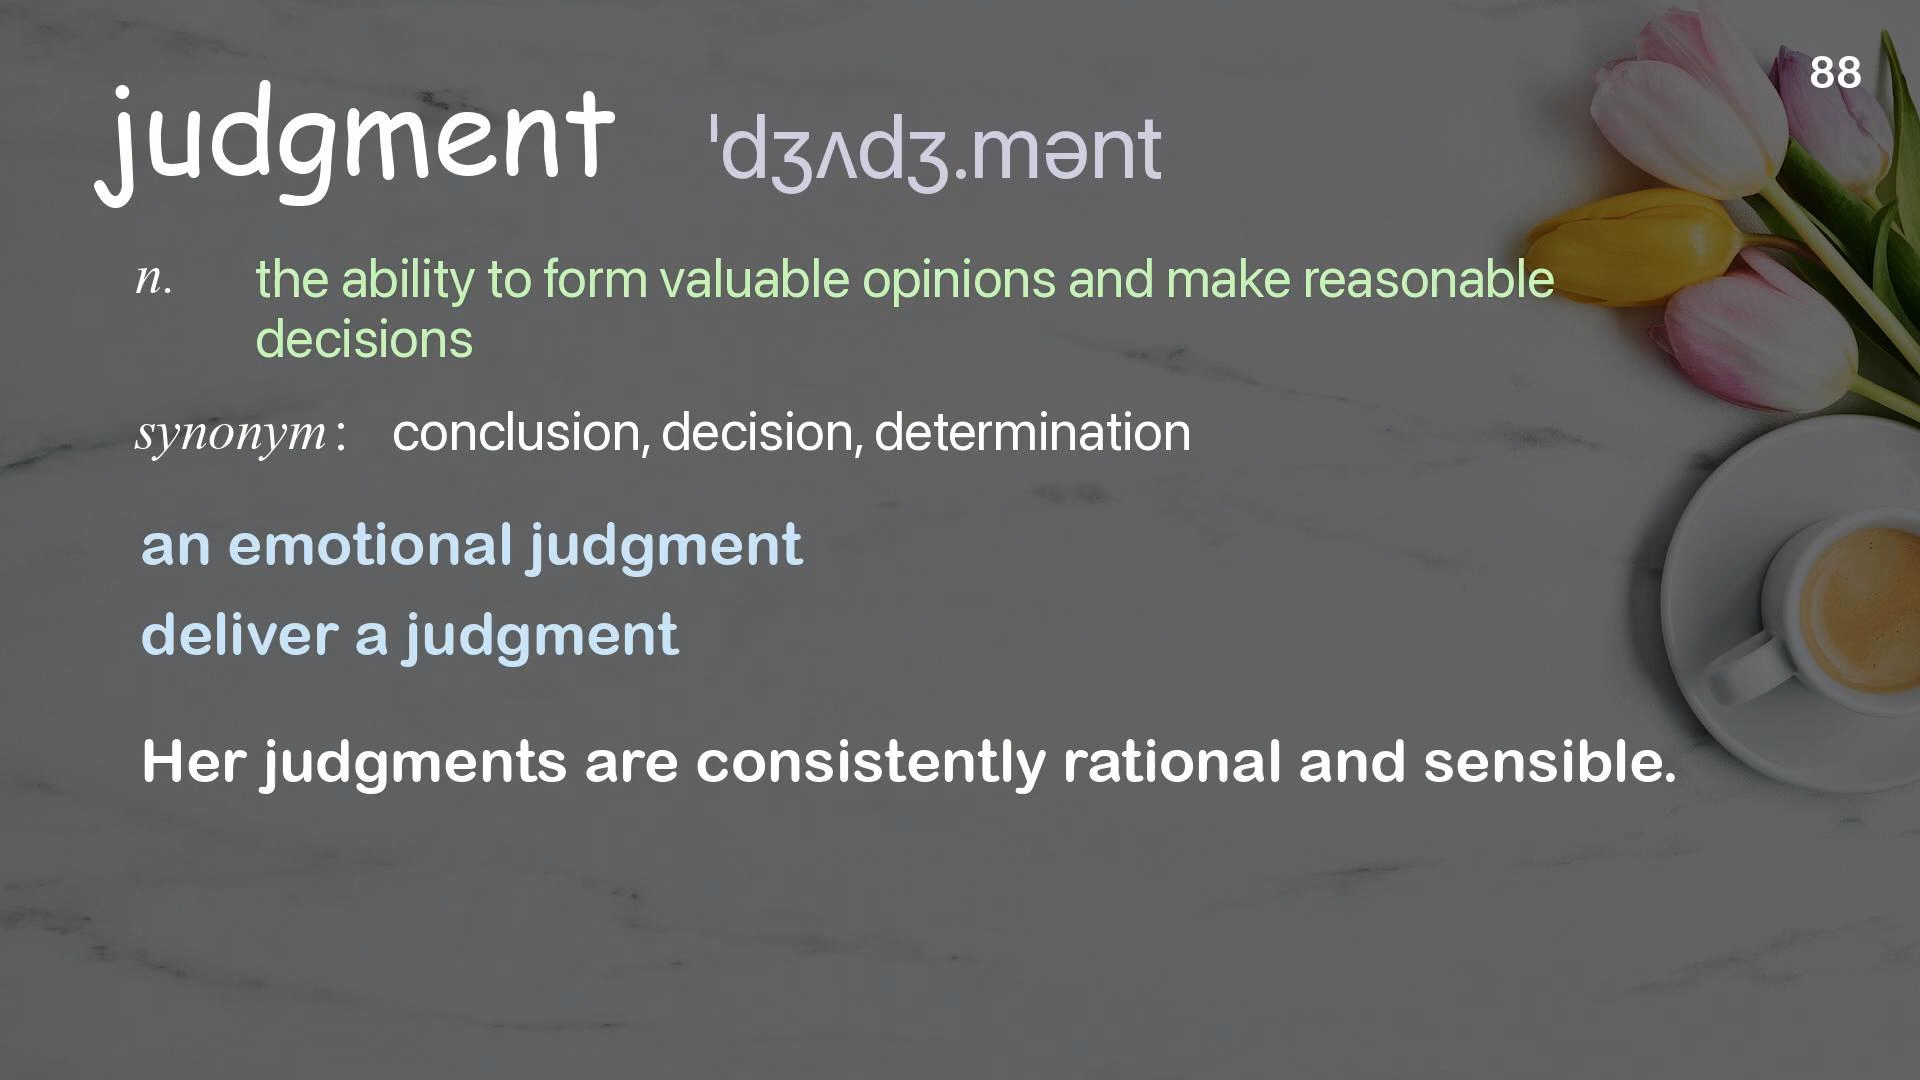 88
judgment ˈdʒʌdʒ.mənt
n. the ability to form valuable opinions and make reasonable
decisions
synonym: conclusion, decision, determination
an emotional judgment
deliver a judgment
Her judgments are consistently rational and sensible.